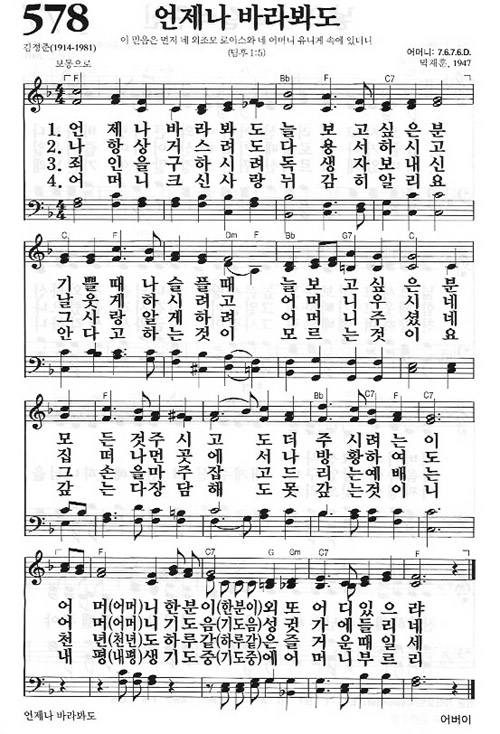 578
언제나 바라봐도
이 믿음은 먼저 네 외조모 로이스와 네 어머니 유니게 속에 있더니
(딤후 1:5)
김정준(1914-1981)
어머니: 7.6.7.6.D.
보통으로
박재훈, 1947
F Bb F C7
1. 언 제 나 바 라 봐 도 늘 보 고 싶 은 분
2. 나 항 상 거 스 려 도 다 용 서 하 시 고
3. 죄 인 을 구 하 시 려 독 생 자 보 내 신
4. 어 머 니 크 신 사 랑 뉘 감 히 알 리 요
C F Dm F Bb G7 C
기 쁠 때 나 슬 플 때 늘 보 고 싶 은 분
날 웃 게 하 시 려 고 어 머 니 우 시 네
그 사 랑 알 게 하 려 어 머 니 주 셨 네
안 다 고 하 는 것 이 모 르 는 것 이 요
F C7 F Bb F C7
모 든 것 주 시 고 도 더 주 시 려 는 이
집 떠 나 먼 곳 에 서 나 방 황 하 여 도
두 손 을 마 주 잡 고 드 리 는 예 배 는
갚 는 다 장 담 해 도 못 갚 는 것 이 니
F C7 G Gm C7 F
어 머(어머)니 한분이(한분이)외 또 어 디 있 으 랴
어 머(어머)니 기도음(기도음)성 귓 가 에 들 리 네
천 년(천년)도 하루같(하루같)은 즐 거 운 때 일 세
내 평(내평)생 기도중(기도중)에 어 머 니 부 르 리
언제나 바라봐도
어버이